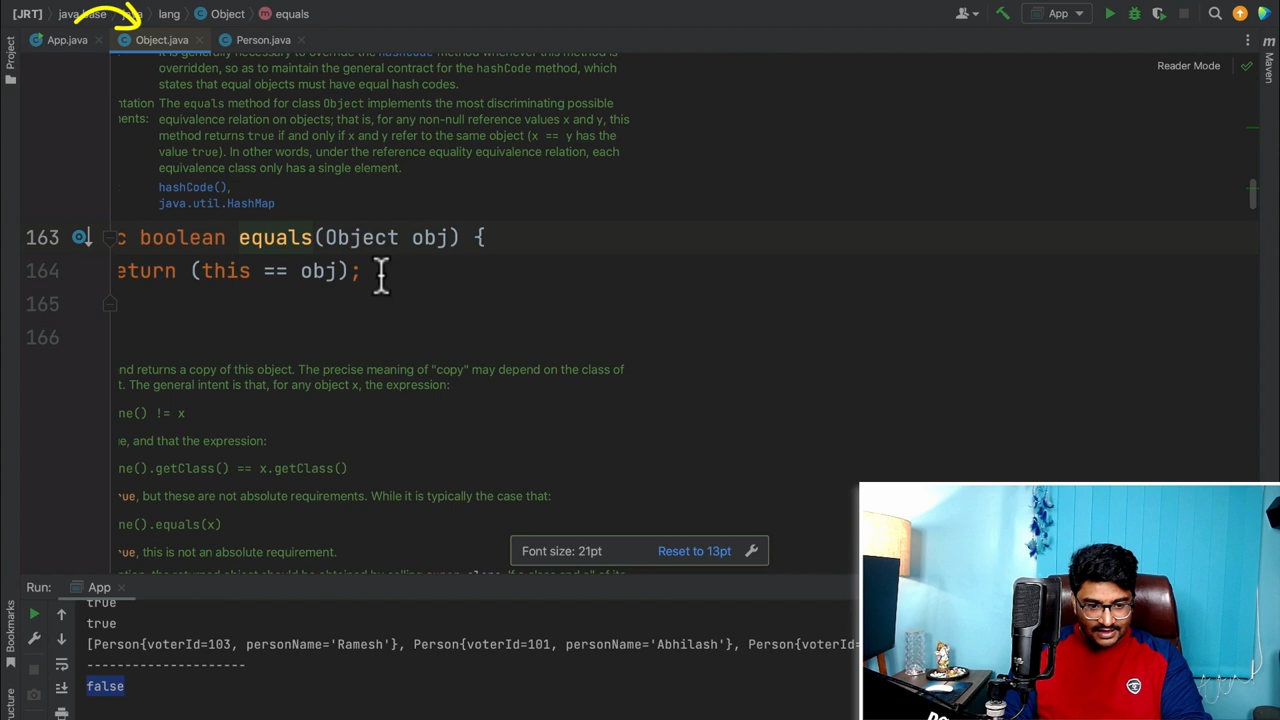 [JRT] java.base java lang Object equals App
App.java Object.java Person.java
Project
Maven
Reader Mode
It is generally necessary to override the hashCode method whenever this method is
overridden, so as to maintain the general contract for the hashCode method, which
states that equal objects must have equal hash codes.
ntation The equals method for class Object implements the most discriminating possible
ments: equivalence relation on objects; that is, for any non-null reference values x and y, this
method returns true if and only if x and y refer to the same object (x == y has the
value true). In other words, under the reference equality equivalence relation, each
equivalence class only has a single element.
hashCode(),
java.util.HashMap
163 c boolean equals(Object obj) {
164 eturn (this == obj);
165
166
nd returns a copy of this object. The precise meaning of "copy" may depend on the class of
t. The general intent is that, for any object x, the expression:
ne() != x
e, and that the expression:
ne().getClass() == x.getClass()
rue, but these are not absolute requirements. While it is typically the case that:
ne().equals(x)
rue, this is not an absolute requirement.
Font size: 21pt Reset to 13pt
Run: App
true
true
[Person{voterId=103, personName='Ramesh'}, Person{voterId=101, personName='Abhilash'}, Person{voterId=
----------------------
false
Bookmarks
ructure